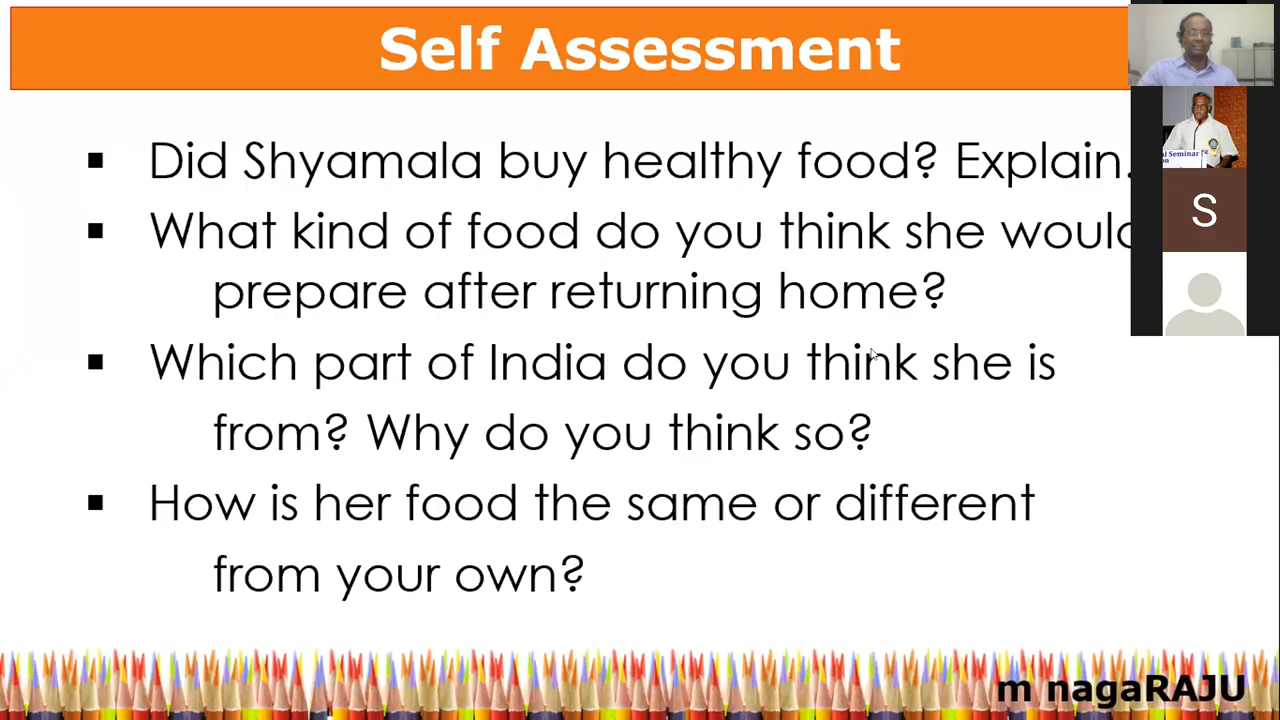 Self Assessment
▪ Did Shyamala buy healthy food? Explain.
▪ What kind of food do you think she would
prepare after returning home?
▪ Which part of India do you think she is
from? Why do you think so?
▪ How is her food the same or different
from your own?
al Seminar
S
m nagaRAJU